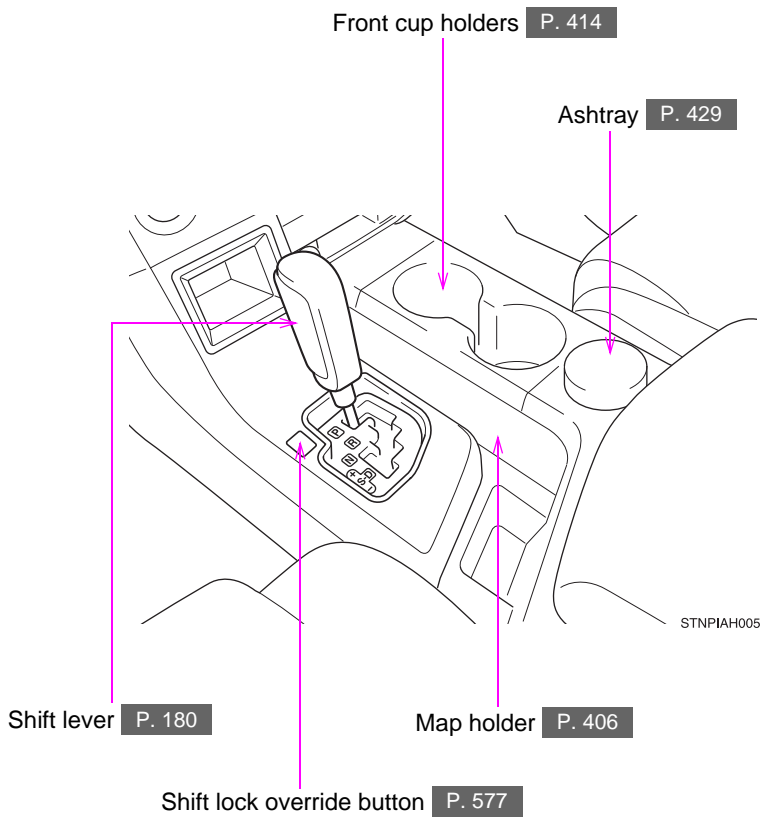 Front cup holders P. 414
Ashtray P. 429
P
R
N
+ D
S
−
STNPIAH005
Shift lever P. 180
Map holder P. 406
Shift lock override button P. 577